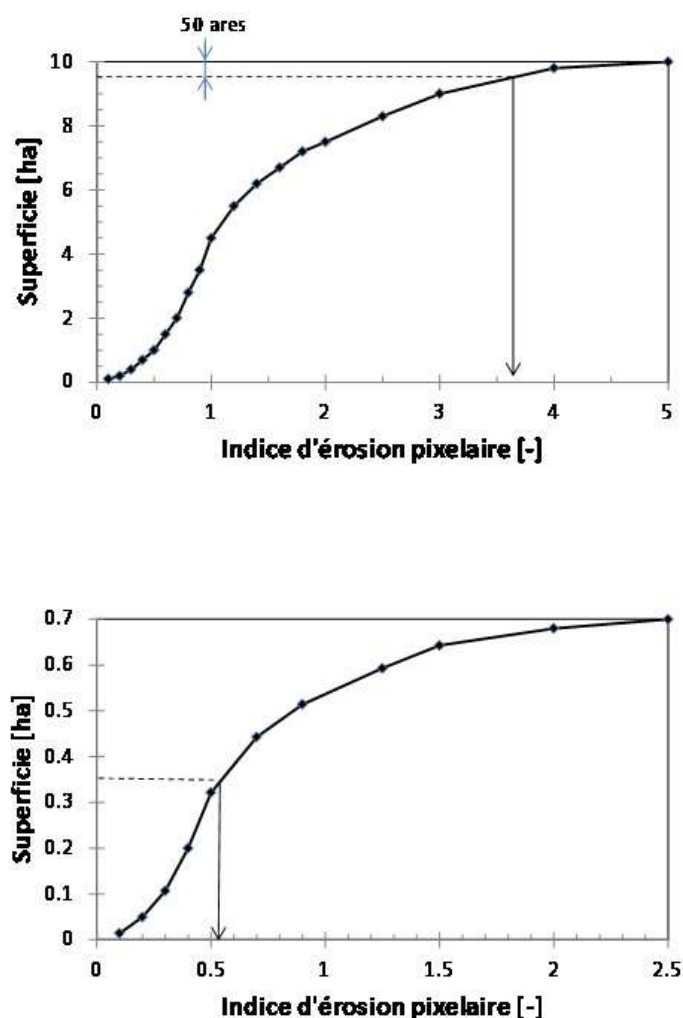 50 ares
10
8
6
4
2
0
Superficie [ha]
0 1 2 3 4 5
Indice d'érosion pixelaire [-]
0.7
0.6
0.5
0.4
0.3
0.2
0.1
0
Superficie [ha]
0 0.5 1 1.5 2 2.5
Indice d'érosion pixelaire [-]